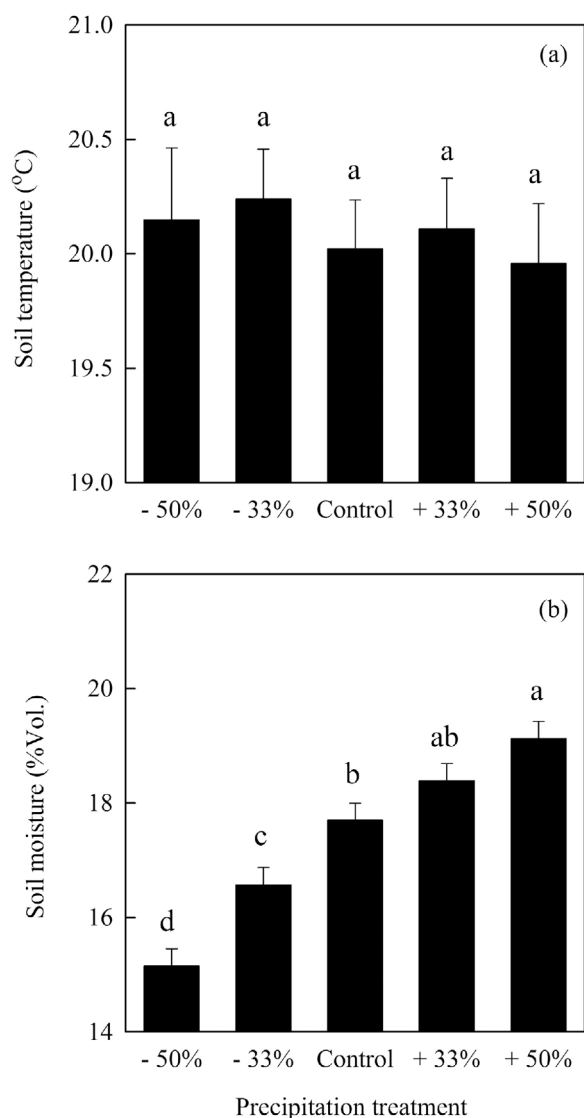 21.0
(a)
a
a
a
a
a
20.5
20.0
19.5
19.0
Soil temperature (°C)
- 50%
- 33%
Control
+ 33%
+ 50%
22
(b)
20
18
16
14
a
ab
b
c
d
Soil moisture (%Vol.)
- 50%
- 33%
Control
+ 33%
+ 50%
Precipitation treatment